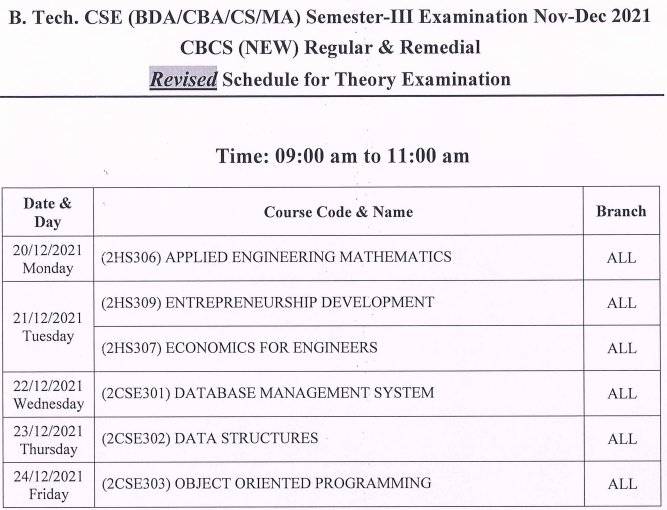 B. Tech. CSE (BDA/CBA/CS/MA) Semester-III Examination Nov-Dec 2021
CBCS (NEW) Regular & Remedial
Revised Schedule for Theory Examination
Time: 09:00 am to 11:00 am
Date & Day Course Code & Name Branch
20/12/2021 Monday (2HS306) APPLIED ENGINEERING MATHEMATICS ALL
21/12/2021 Tuesday (2HS309) ENTREPRENEURSHIP DEVELOPMENT ALL
(2HS307) ECONOMICS FOR ENGINEERS ALL
22/12/2021 Wednesday (2CSE301) DATABASE MANAGEMENT SYSTEM ALL
23/12/2021 Thursday (2CSE302) DATA STRUCTURES ALL
24/12/2021 Friday (2CSE303) OBJECT ORIENTED PROGRAMMING ALL